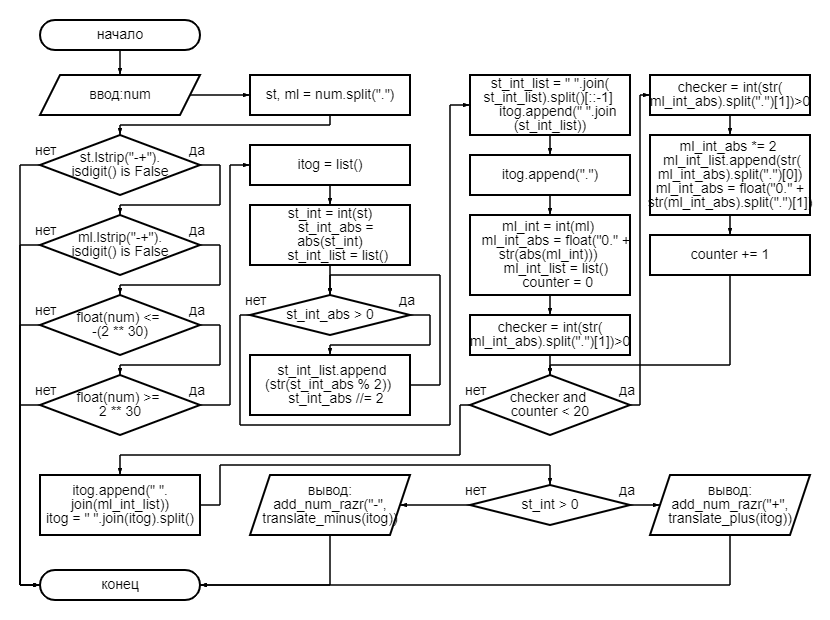 начало
ввод:num
st, ml = num.split(".")
нет
да
st.lstrip("-+").
isdigit() is False
нет
да
ml.lstrip("-+").
isdigit() is False
нет
да
float(num) <=
-(2 ** 30)
нет
да
float(num) >=
2 ** 30
itog = list()
st_int = int(st)
st_int_abs =
abs(st_int)
st_int_list = list()
нет
да
st_int_abs > 0
st_int_list.append
(str(st_int_abs % 2))
st_int_abs //= 2
st_int_list = " ".join(
st_int_list).split()[::-1]
itog.append(" ".join
(st_int_list))
itog.append(".")
ml_int = int(ml)
ml_int_abs = float("0." +
str(abs(ml_int)))
ml_int_list = list()
counter = 0
checker = int(str(
ml_int_abs).split(".")[1])>0
нет
да
checker and
counter < 20
checker = int(str(
ml_int_abs).split(".")[1])>0
ml_int_abs *= 2
ml_int_list.append(str(
ml_int_abs).split(".")[0])
ml_int_abs = float("0." +
str(ml_int_abs).split(".")[1])
counter += 1
itog.append(" ".
join(ml_int_list))
itog = " ".join(itog).split()
нет
да
st_int > 0
вывод:
add_num_razr("-",
translate_minus(itog))
вывод:
add_num_razr("+",
translate_plus(itog))
конец